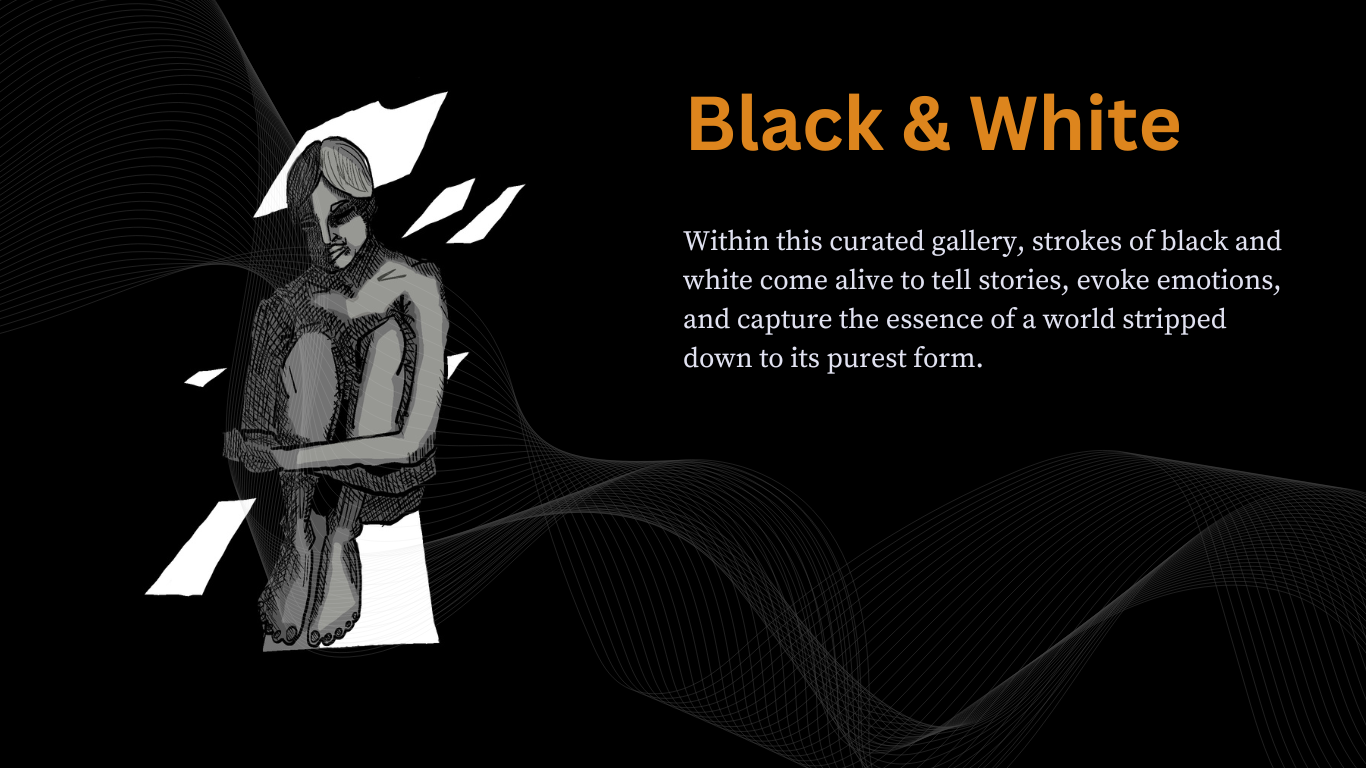 Black & White
Within this curated gallery, strokes of black and
white come alive to tell stories, evoke emotions,
and capture the essence of a world stripped
down to its purest form.